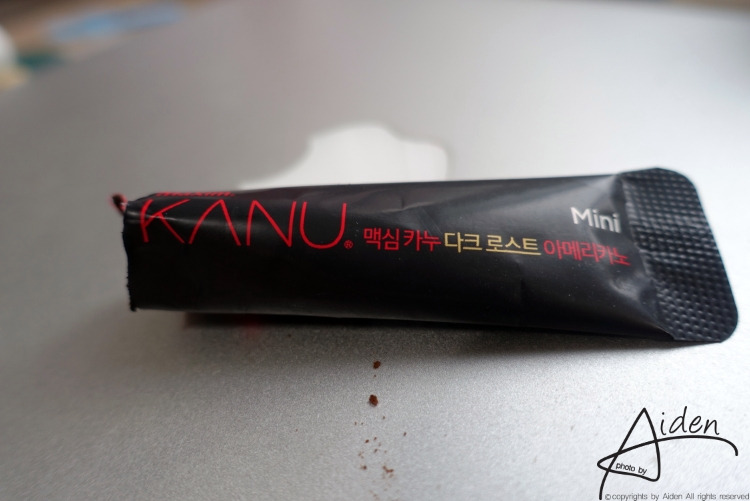 Maxim
KANU®
맥심 카누 다크 로스트 아메리카노
Mini
Aiden
photo by
© copyrights by Aiden All rights reserved